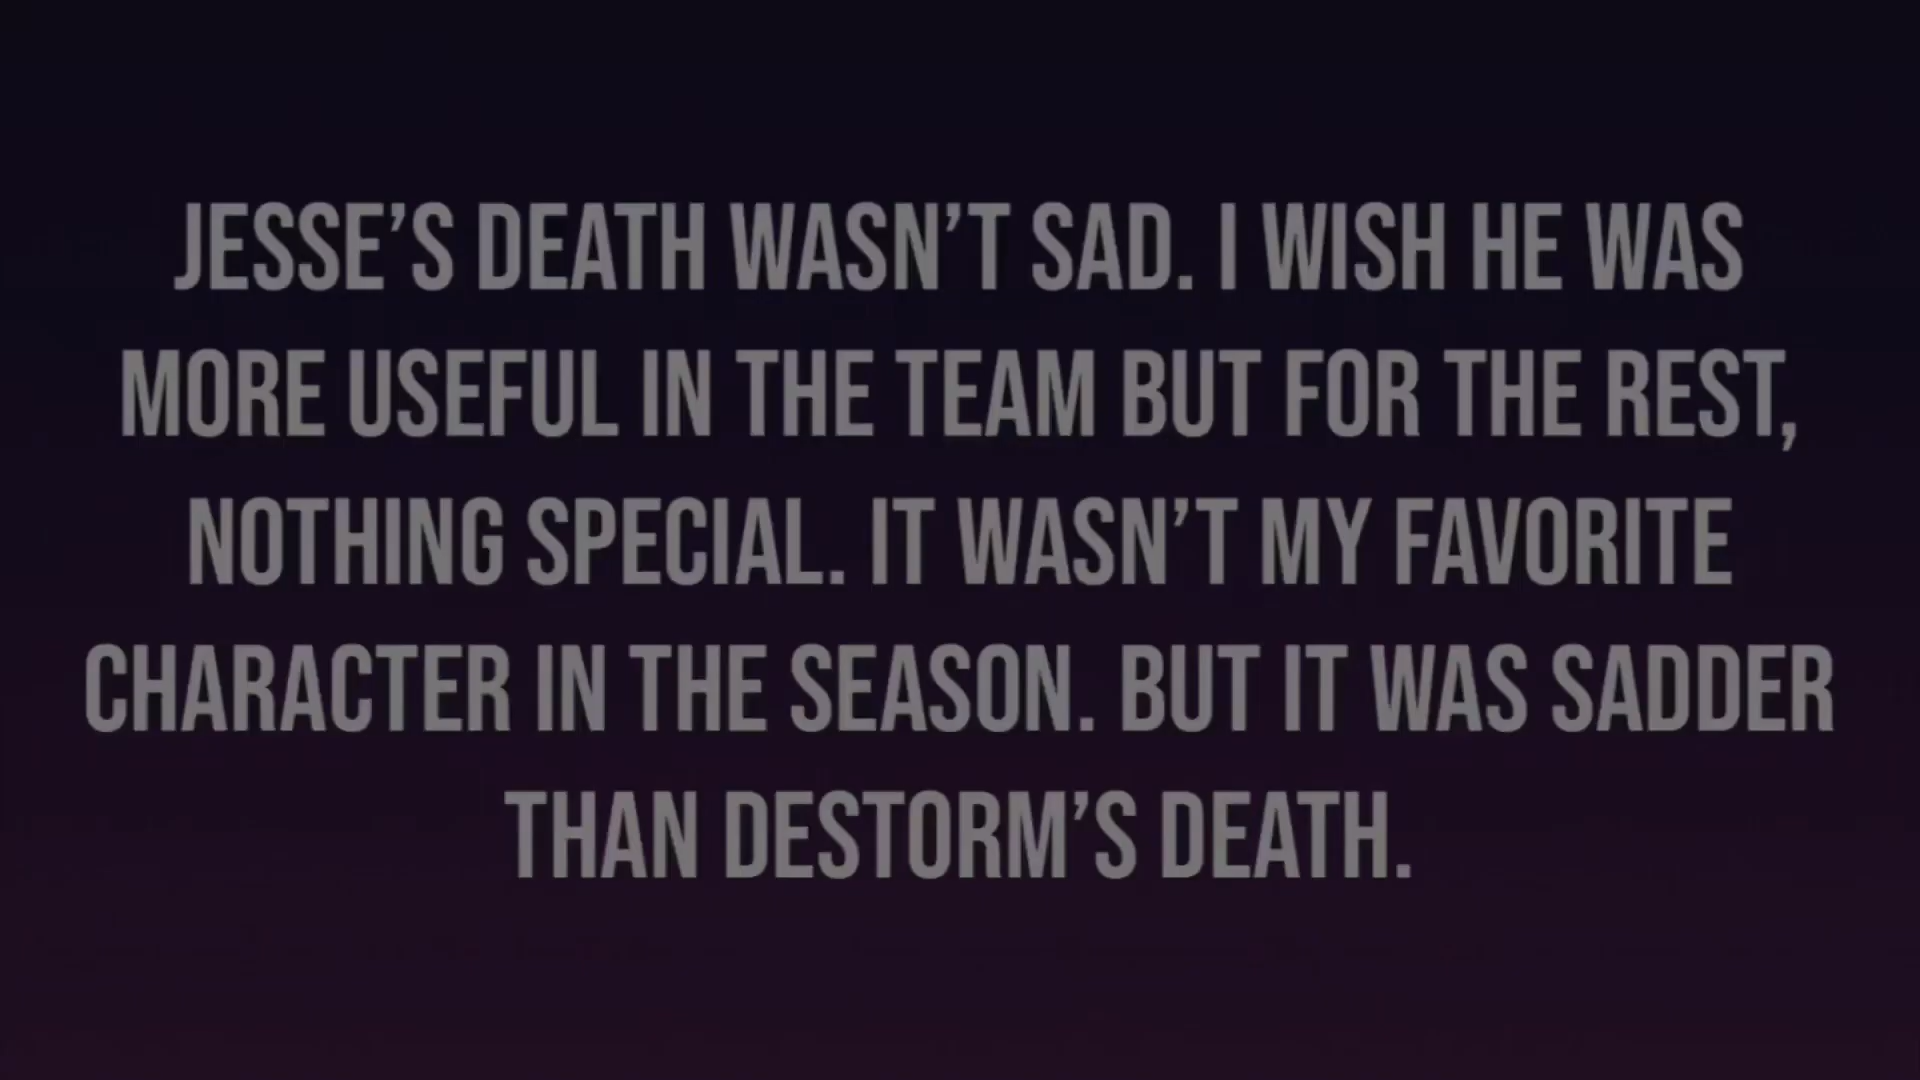 JESSE’S DEATH WASN’T SAD. I WISH HE WAS
MORE USEFUL IN THE TEAM BUT FOR THE REST,
NOTHING SPECIAL. IT WASN’T MY FAVORITE
CHARACTER IN THE SEASON. BUT IT WAS SADDER
THAN DESTORM’S DEATH.